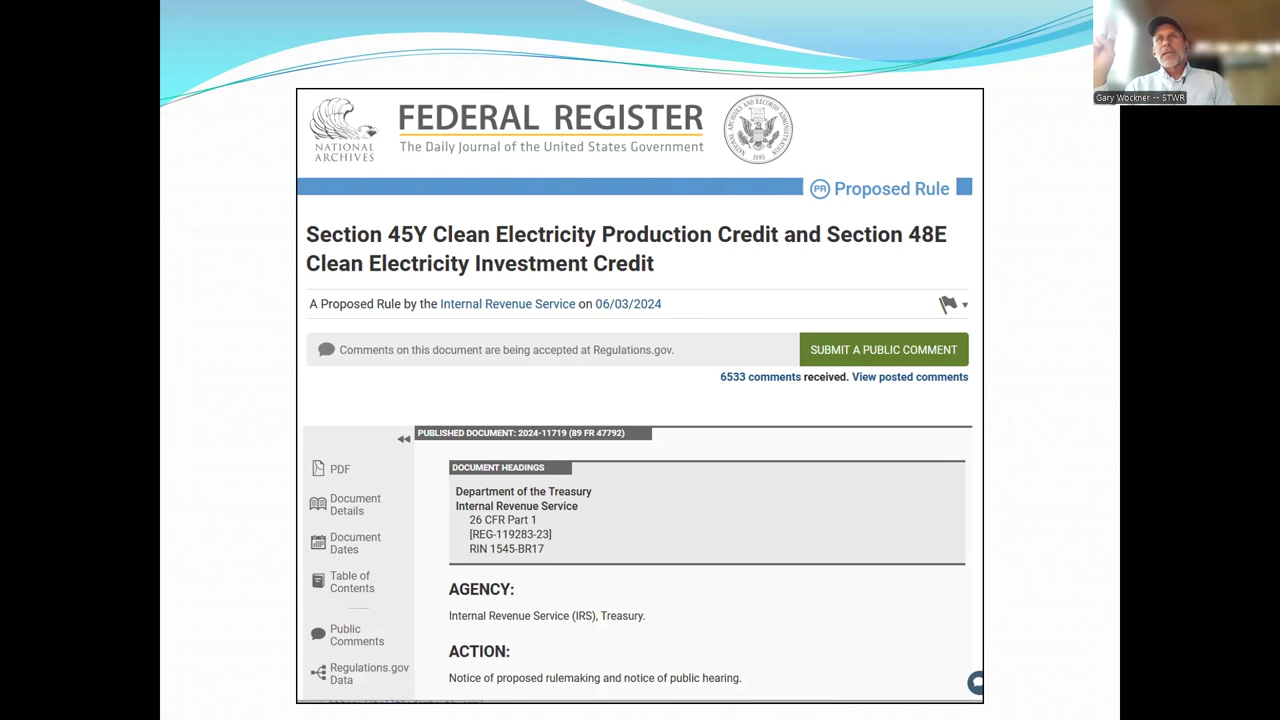 Gary Wockner -- STWR
NATIONAL
ARCHIVES
FEDERAL REGISTER
The Daily Journal of the United States Government
NATIONAL ARCHIVES AND RECORDS ADMINISTRATION
1985
PR Proposed Rule
Section 45Y Clean Electricity Production Credit and Section 48E
Clean Electricity Investment Credit
A Proposed Rule by the Internal Revenue Service on 06/03/2024
Comments on this document are being accepted at Regulations.gov.
SUBMIT A PUBLIC COMMENT
6533 comments received. View posted comments
PUBLISHED DOCUMENT: 2024-11719 (89 FR 47792)
PDF
Document
Details
Document
Dates
Table of
Contents
Public
Comments
Regulations.gov
Data
DOCUMENT HEADINGS
Department of the Treasury
Internal Revenue Service
26 CFR Part 1
[REG-119283-23]
RIN 1545-BR17
AGENCY:
Internal Revenue Service (IRS), Treasury.
ACTION:
Notice of proposed rulemaking and notice of public hearing.